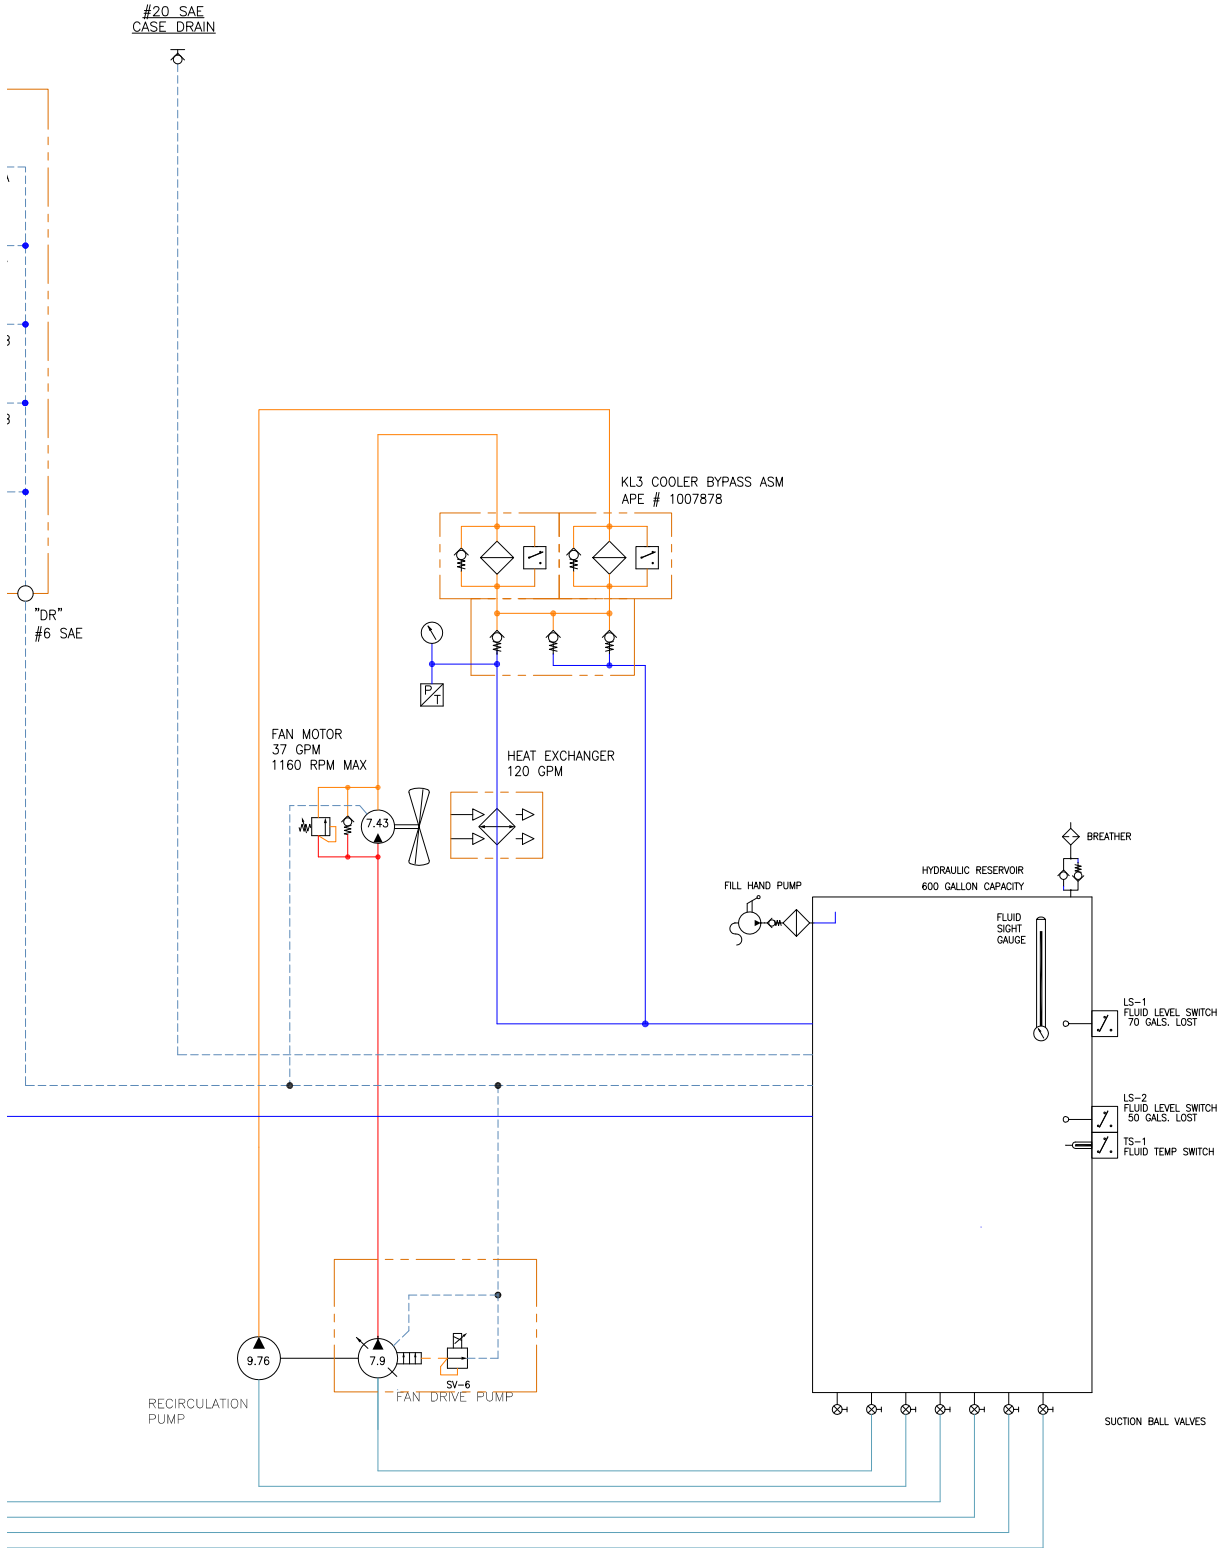 #20 SAE
CASE DRAIN
"DR"
#6 SAE
KL3 COOLER BYPASS ASM
APE # 1007878
P
T
FAN MOTOR
37 GPM
1160 RPM MAX
7.43
HEAT EXCHANGER
120 GPM
BREATHER
HYDRAULIC RESERVOIR
600 GALLON CAPACITY
FILL HAND PUMP
FLUID
SIGHT
GAUGE
LS-1
FLUID LEVEL SWITCH
70 GALS. LOST
LS-2
FLUID LEVEL SWITCH
50 GALS. LOST
TS-1
FLUID TEMP SWITCH
9.76
7.9
SV-6
FAN DRIVE PUMP
RECIRCULATION
PUMP
SUCTION BALL VALVES